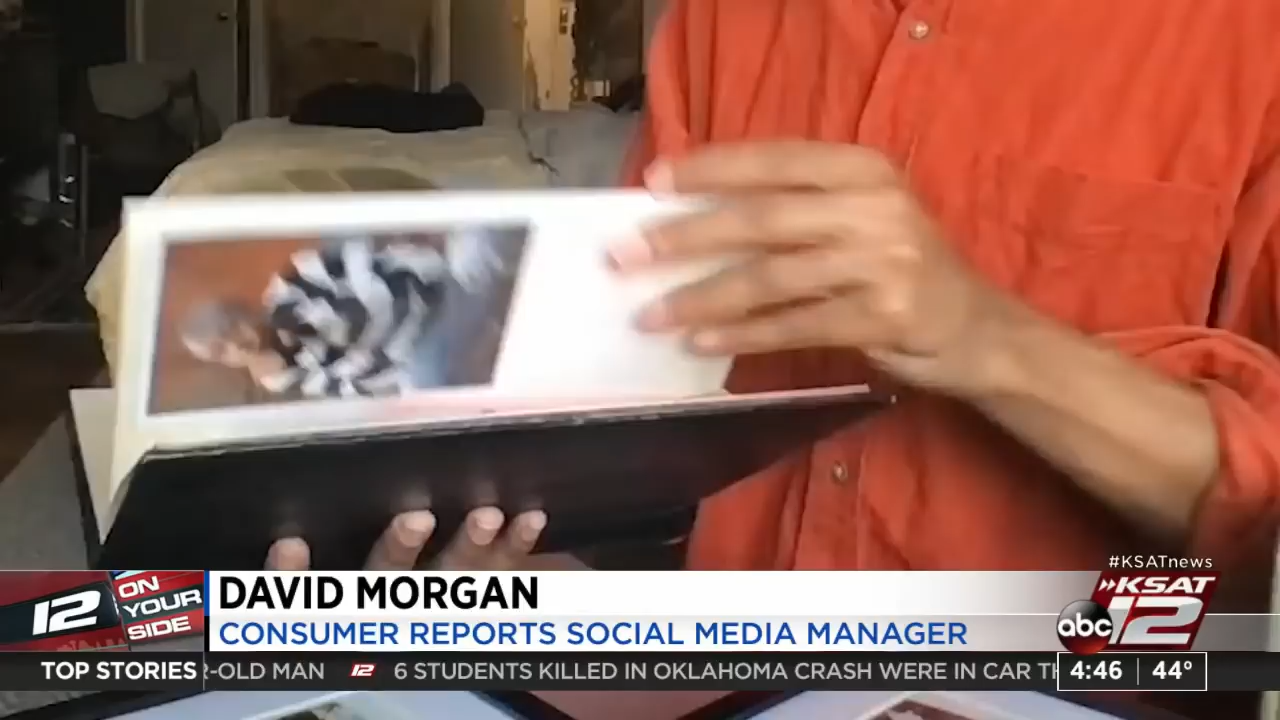 #KSATnews
12 ON YOUR SIDE
DAVID MORGAN
CONSUMER REPORTS SOCIAL MEDIA MANAGER
abc KSAT 12
TOP STORIES R-OLD MAN 12 6 STUDENTS KILLED IN OKLAHOMA CRASH WERE IN CAR TH 4:46 44°